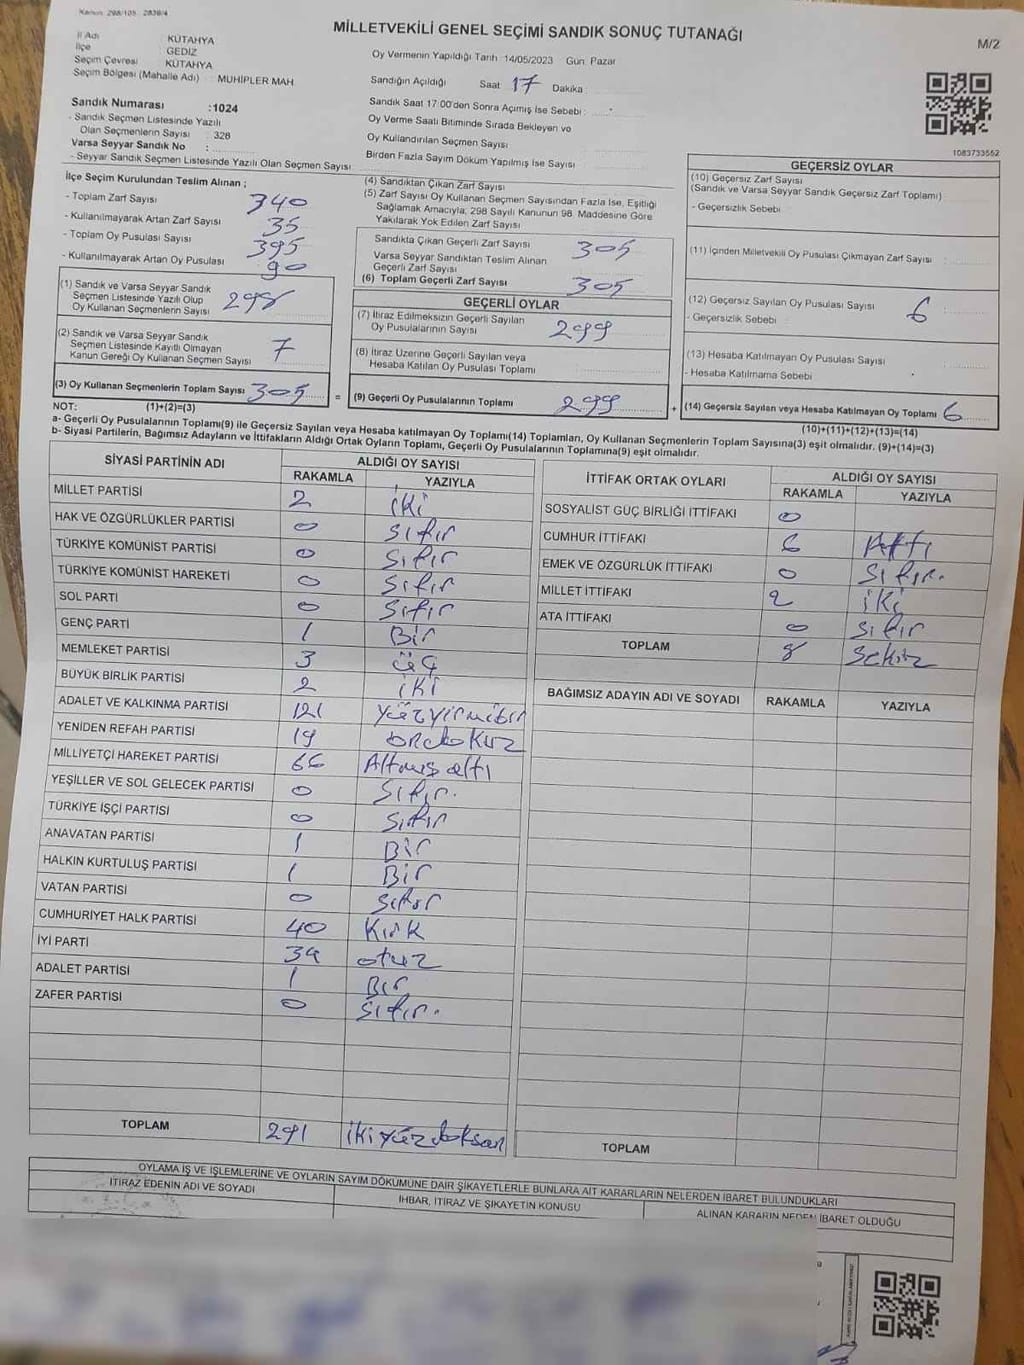 Kanun: 298/105 2839/4
MİLLETVEKİLİ GENEL SEÇİMİ SANDIK SONUÇ TUTANAĞI
M/2
İl Adı : KÜTAHYA
İlçe : GEDİZ
Seçim Çevresi : KÜTAHYA
Seçim Bölgesi (Mahalle Adı) : MUHİPLER MAH
Oy Vermenin Yapıldığı Tarih 14/05/2023 Gün: Pazar
Sandığın Açıldığı Saat 17 Dakika
Sandık Saat 17:00'den Sonra Açımış İse Sebebi :
Oy Verme Saati Bitiminde Sırada Bekleyen vo
Oy Kullandırılan Seçmen Sayısı
Birden Fazla Sayım Döküm Yapılmış İse Sayısı
Sandık Numarası :1024
- Sandık Seçmen Listesinde Yazılı
Olan Seçmenlerin Sayısı : 328
Varsa Seyyar Sandık No :
- Seyyar Sandık Seçmen Listesinde Yazılı Olan Seçmen Sayısı
1083733552
İlçe Seçim Kurulundan Teslim Alınan ;
- Toplam Zarf Sayısı 340
- Kullanılmayarak Artan Zarf Sayısı 35
- Toplam Oy Pusulası Sayısı 395
- Kullanılmayarak Artan Oy Pusulası 90
(1) Sandık ve Varsa Seyyar Sandık
Seçmen Listesinde Yazılı Olup
Oy Kullanan Seçmenlerin Sayısı 298
(2) Sandık ve Varsa Seyyar Sandık
Seçmen Listesinde Kayıtlı Olmayan
Kanun Gereği Oy Kullanan Seçmen Sayısı 7
(3) Oy Kullanan Seçmenlerin Toplam Sayısı 305
(4) Sandıktan Çıkan Zarf Sayısı
(5) Zarf Sayısı Oy Kullanan Seçmen Sayısından Fazla İse, Eşitliği
Sağlamak Amacıyla, 298 Sayılı Kanunun 98. Maddesine Göre
Yakılarak Yok Edilen Zarf Sayısı
Sandıkta Çıkan Geçerli Zarf Sayısı 305
Varsa Seyyar Sandıktan Teslim Alınan
Geçerli Zarf Sayısı
(6) Toplam Geçerli Zarf Sayısı 305
GEÇERLİ OYLAR
(7) İtiraz Edilmeksizin Geçerli Sayılan
Oy Pusulalarının Sayısı 299
(8) İtiraz Üzerine Geçerli Sayılan veya
Hesaba Katılan Oy Pusulası Toplamı
= (9) Geçerli Oy Pusulalarının Toplamı 299
GEÇERSİZ OYLAR
(10) Geçersiz Zarf Sayısı
(Sandık ve Varsa Seyyar Sandık Geçersiz Zarf Toplamı)
- Geçersizlik Sebebi
(11) İçinden Milletvekili Oy Pusulası Çıkmayan Zarf Sayısı
(12) Geçersiz Sayılan Oy Pusulası Sayısı 6
- Geçersizlik Sebebi
(13) Hesaba Katılmayan Oy Pusulası Sayısı
- Hesaba Katılmama Sebebi
+ (14) Geçersiz Sayılan veya Hesaba Katılmayan Oy Toplamı 6
NOT: (1)+(2)=(3)
(10)+(11)+(12)+(13)=(14)
a- Geçerli Oy Pusulalarının Toplamı(9) ile Geçersiz Sayılan veya Hesaba katılmayan Oy Toplamı(14) Toplamları, Oy Kullanan Seçmenlerin Toplam Sayısına(3) eşit olmalıdır. (9)+(14)=(3)
b- Siyasi Partilerin, Bağımsız Adayların ve İttifakların Aldığı Ortak Oyların Toplamı, Geçerli Oy Pusulalarının Toplamına(9) eşit olmalıdır.
SİYASİ PARTİNİN ADI ALDIĞI OY SAYISI
RAKAMLA YAZIYLA
MİLLET PARTİSİ 2 iki
HAK VE ÖZGÜRLÜKLER PARTİSİ 0 sıfır
TÜRKİYE KOMÜNİST PARTİSİ 0 sıfır
TÜRKİYE KOMÜNİST HAREKETİ 0 sıfır
SOL PARTİ 0 sıfır
GENÇ PARTİ 1 Bir
MEMLEKET PARTİSİ 3 üç
BÜYÜK BİRLİK PARTİSİ 2 iki
ADALET VE KALKINMA PARTİSİ 121 yüzyirmibir
YENİDEN REFAH PARTİSİ 19 ondokuz
MİLLİYETÇİ HAREKET PARTİSİ 66 Altmış altı
YEŞİLLER VE SOL GELECEK PARTİSİ 0 sıfır.
TÜRKİYE İŞÇİ PARTİSİ 0 sıfır
ANAVATAN PARTİSİ 1 Bir
HALKIN KURTULUŞ PARTİSİ 1 Bir
VATAN PARTİSİ 0 sıfır
CUMHURİYET HALK PARTİSİ 40 Kırk
İYİ PARTİ 34 otuz
ADALET PARTİSİ 1 Bir
ZAFER PARTİSİ 0 sıfır.
TOPLAM 291 ikiyüzdoksan
İTTİFAK ORTAK OYLARI ALDIĞI OY SAYISI
RAKAMLA YAZIYLA
SOSYALİST GÜÇ BİRLİĞİ İTTİFAKI 0
CUMHUR İTTİFAKI 6 Altı
EMEK VE ÖZGÜRLÜK İTTİFAKI 0 sıfır.
MİLLET İTTİFAKI 2 iki
ATA İTTİFAKI 0 sıfır
TOPLAM 8 sekiz
BAĞIMSIZ ADAYIN ADI VE SOYADI RAKAMLA YAZIYLA
TOPLAM
OYLAMA İŞ VE İŞLEMLERİNE VE OYLARIN SAYIM DÖKÜMÜNE DAİR ŞİKAYETLERLE BUNLARA AİT KARARLARIN NELERDEN İBARET BULUNDUKLARI
İTİRAZ EDENİN ADI VE SOYADI
İHBAR, İTİRAZ VE ŞİKAYETİN KONUSU
ALINAN KARARIN NEDEN İBARET OLDUĞU